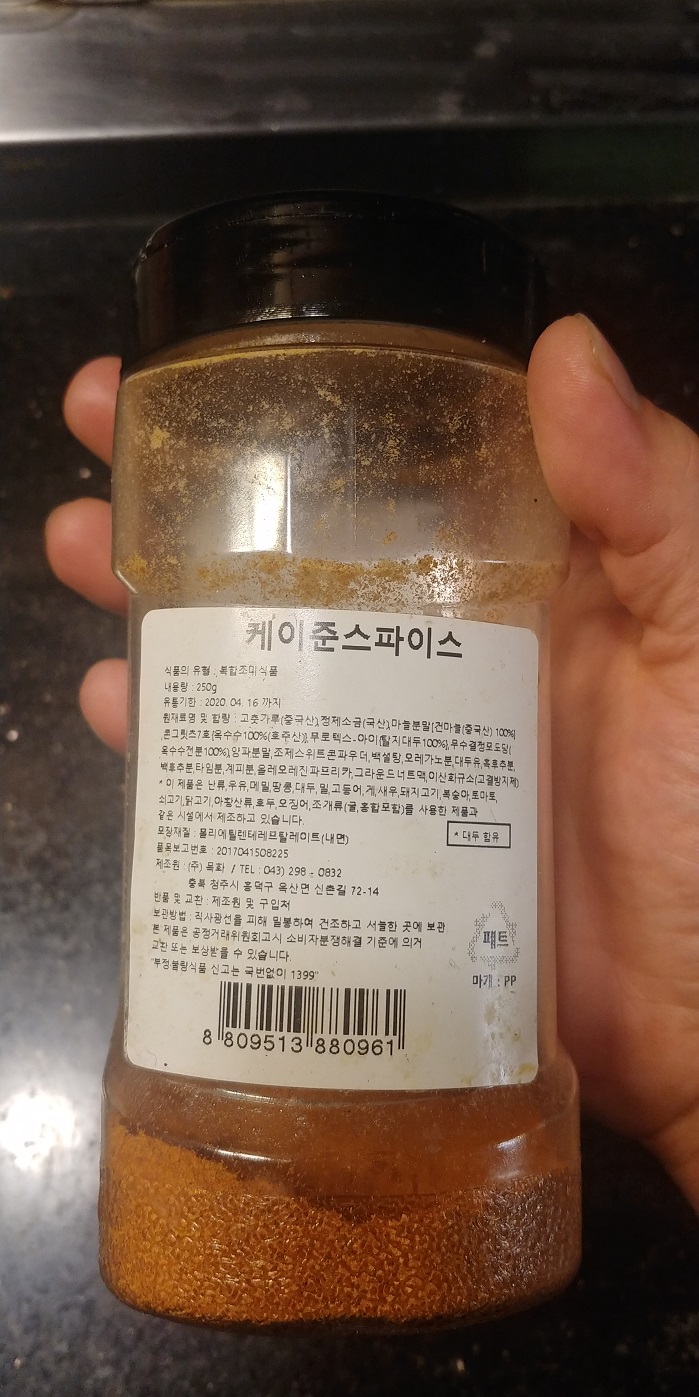 케이준스파이스
식품의 유형 : 복합조미식품
내용량 : 250g
유통기한 : 2020. 04. 16 까지
원재료명 및 함량 : 고춧가루(중국산),정제소금(국산),마늘분말[건마늘(중국산) 100%]
,콘그릿츠7호[옥수수100%(호주산)],뮤로텍스-아이(탈지대두100%),무수결정포도당(
옥수수전분100%),양파분말,조제스위트콘파우더,백설탕,오레가노분,대두유,흑후추분,
백후추분,타임분,계피분,올레오레진파프리카,그라운드너트맥,이산화규소(고결방지제)
* 이 제품은 난류,우유,메밀,땅콩,대두,밀,고등어,게,새우,돼지고기,복숭아,토마토,
쇠고기,닭고기,아황산류,호두,오징어,조개류(굴,홍합포함)를 사용한 제품과
같은 시설에서 제조하고 있습니다.
* 대두 함유
포장재질 : 폴리에틸렌테레프탈레이트(내면)
품목보고번호 : 2017041508225
제조원 : (주) 목화 / TEL : 043) 298 - 0832
충북 청주시 흥덕구 옥산면 신촌길 72-14
반품 및 교환 : 제조원 및 구입처
보관방법 : 직사광선을 피해 밀봉하여 건조하고 서늘한 곳에 보관
본 제품은 공정거래위원회고시 소비자분쟁해결 기준에 의거
교환 또는 보상받을 수 있습니다.
"부정불량식품 신고는 국번없이 1399"
페트
마개 : PP
8 809513 880961